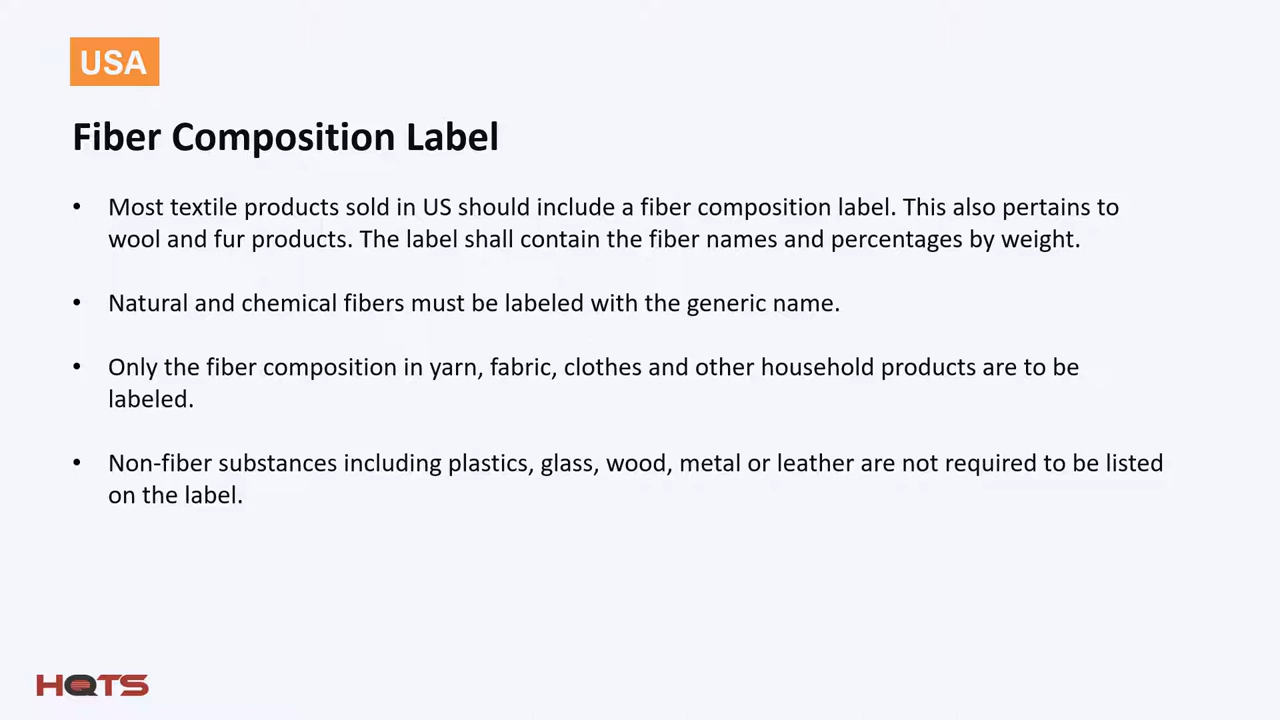 USA
Fiber Composition Label
• Most textile products sold in US should include a fiber composition label. This also pertains to
wool and fur products. The label shall contain the fiber names and percentages by weight.
• Natural and chemical fibers must be labeled with the generic name.
• Only the fiber composition in yarn, fabric, clothes and other household products are to be
labeled.
• Non-fiber substances including plastics, glass, wood, metal or leather are not required to be listed
on the label.
HQTS